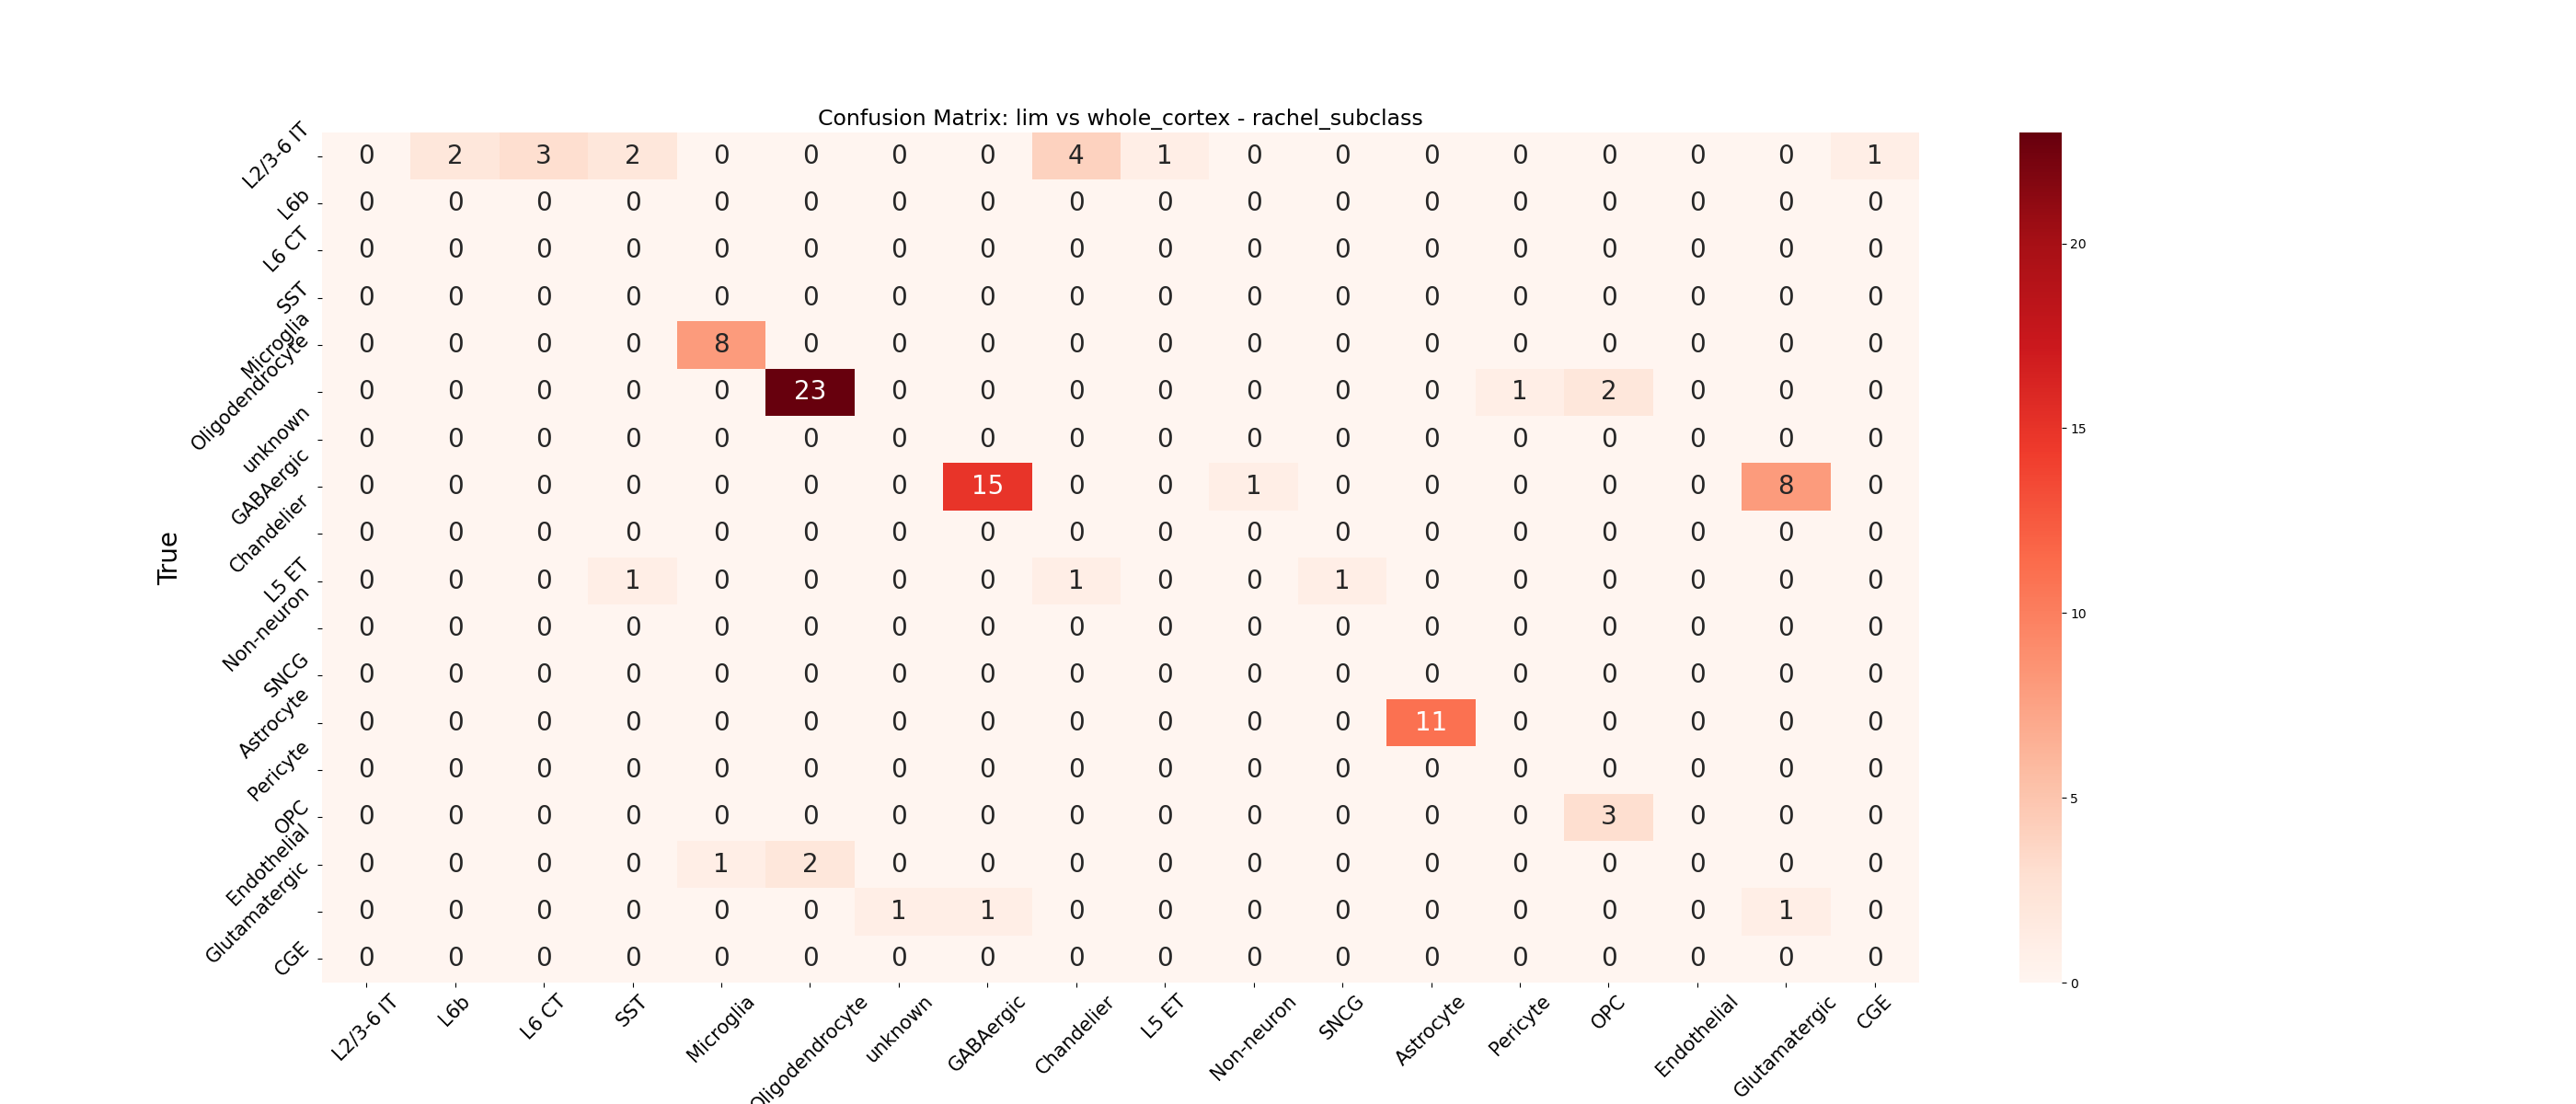 Confusion Matrix: lim vs whole_cortex - rachel_subclass
True
L2/3-6 IT 0 2 3 2 0 0 0 0 4 1 0 0 0 0 0 0 0 1
L6b 0 0 0 0 0 0 0 0 0 0 0 0 0 0 0 0 0 0
L6 CT 0 0 0 0 0 0 0 0 0 0 0 0 0 0 0 0 0 0
SST 0 0 0 0 0 0 0 0 0 0 0 0 0 0 0 0 0 0
Microglia 0 0 0 0 8 0 0 0 0 0 0 0 0 0 0 0 0 0
Oligodendrocyte 0 0 0 0 0 23 0 0 0 0 0 0 0 1 2 0 0 0
unknown 0 0 0 0 0 0 0 0 0 0 0 0 0 0 0 0 0 0
GABAergic 0 0 0 0 0 0 0 15 0 0 1 0 0 0 0 0 8 0
Chandelier 0 0 0 0 0 0 0 0 0 0 0 0 0 0 0 0 0 0
L5 ET 0 0 0 1 0 0 0 0 1 0 0 1 0 0 0 0 0 0
Non-neuron 0 0 0 0 0 0 0 0 0 0 0 0 0 0 0 0 0 0
SNCG 0 0 0 0 0 0 0 0 0 0 0 0 0 0 0 0 0 0
Astrocyte 0 0 0 0 0 0 0 0 0 0 0 0 11 0 0 0 0 0
Pericyte 0 0 0 0 0 0 0 0 0 0 0 0 0 0 0 0 0 0
OPC 0 0 0 0 0 0 0 0 0 0 0 0 0 0 3 0 0 0
Endothelial 0 0 0 0 1 2 0 0 0 0 0 0 0 0 0 0 0 0
Glutamatergic 0 0 0 0 0 0 1 1 0 0 0 0 0 0 0 0 1 0
CGE 0 0 0 0 0 0 0 0 0 0 0 0 0 0 0 0 0 0
L2/3-6 IT L6b L6 CT SST Microglia Oligodendrocyte unknown GABAergic Chandelier L5 ET Non-neuron SNCG Astrocyte Pericyte OPC Endothelial Glutamatergic CGE
20
15
10
5
0